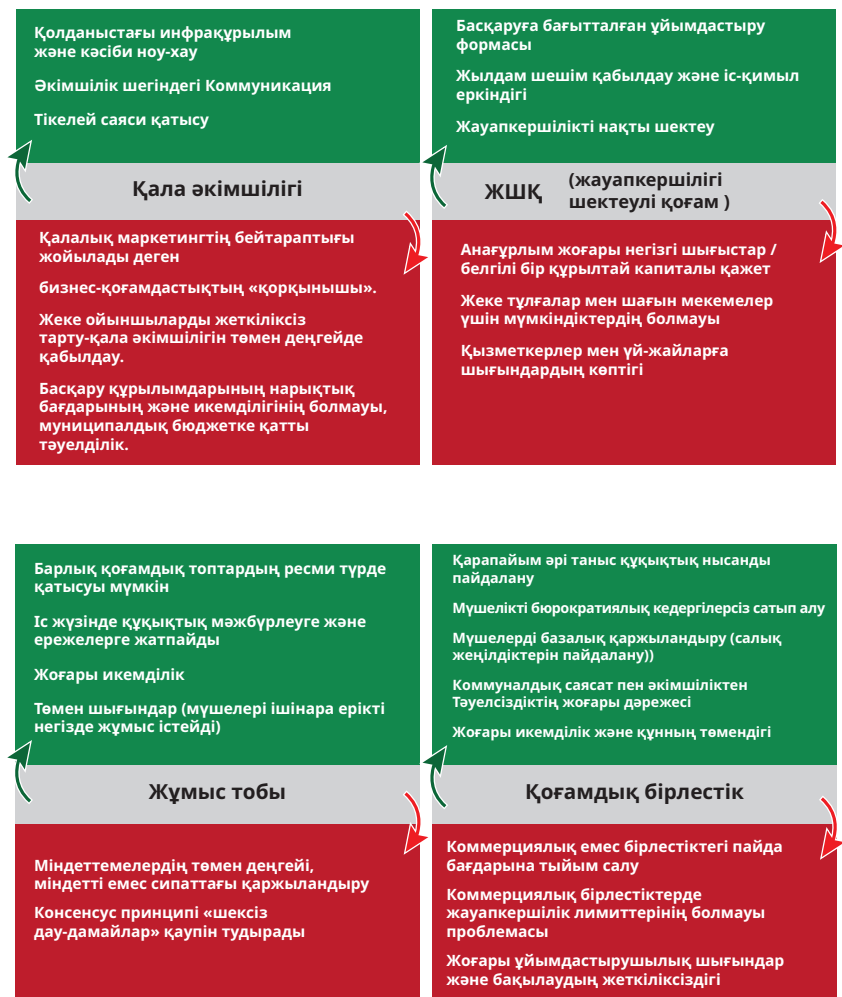 Қолданыстағы инфрақұрылым
және кәсіби ноу-хау
Әкімшілік шегіндегі Коммуникация
Тікелей саяси қатысу
Қала әкімшілігі
Қалалық маркетингтің бейтараптығы
жойылады деген
бизнес-қоғамдастықтың «қорқынышы».
Жеке ойыншыларды жеткіліксіз
тарту-қала әкімшілігін төмен деңгейде
қабылдау.
Басқару құрылымдарының нарықтық
бағдарының және икемділігінің болмауы,
муниципалдық бюджетке қатты
тәуелділік.
Басқаруға бағытталған ұйымдастыру
формасы
Жылдам шешім қабылдау және іс-қимыл
еркіндігі
Жауапкершілікті нақты шектеу
ЖШҚ (жауапкершілігі
шектеулі қоғам )
Анағұрлым жоғары негізгі шығыстар /
белгілі бір құрылтай капиталы қажет
Жеке тұлғалар мен шағын мекемелер
үшін мүмкіндіктердің болмауы
Қызметкерлер мен үй-жайларға
шығындардың көптігі
Барлық қоғамдық топтардың ресми түрде
қатысуы мүмкін
Іс жүзінде құқықтық мәжбүрлеуге және
ережелерге жатпайды
Жоғары икемділік
Төмен шығындар (мүшелері ішінара ерікті
негізде жұмыс істейді)
Жұмыс тобы
Міндеттемелердің төмен деңгейі,
міндетті емес сипаттағы қаржыландыру
Консенсус принципі «шексіз
дау-дамайлар» қаупін тудырады
Қарапайым әрі таныс құқықтық нысанды
пайдалану
Мүшелікті бюрократиялық кедергілерсіз сатып алу
Мүшелерді базалық қаржыландыру (салық
жеңілдіктерін пайдалану))
Коммуналдық саясат пен әкімшіліктен
Тәуелсіздіктің жоғары дәрежесі
Жоғары икемділік және құнның төмендігі
Қоғамдық бірлестік
Коммерциялық емес бірлестіктегі пайда
бағдарына тыйым салу
Коммерциялық бірлестіктерде
жауапкершілік лимиттерінің болмауы
проблемасы
Жоғары ұйымдастырушылық шығындар
және бақылаудың жеткіліксіздігі